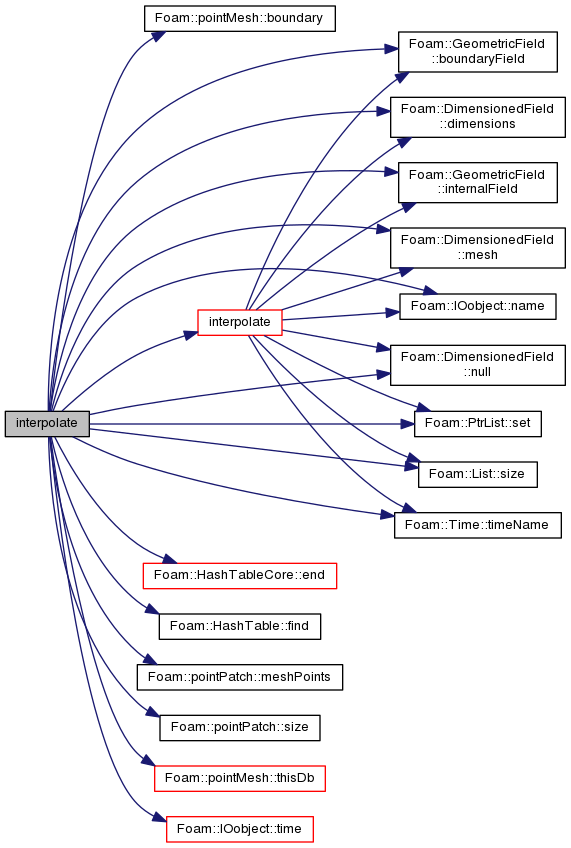 Foam::pointMesh::boundary
Foam::GeometricField
::boundaryField
Foam::DimensionedField
::dimensions
Foam::GeometricField
::internalField
Foam::DimensionedField
::mesh
Foam::IOobject::name
interpolate
Foam::DimensionedField
::null
interpolate
Foam::PtrList::set
Foam::List::size
Foam::Time::timeName
Foam::HashTableCore::end
Foam::HashTable::find
Foam::pointPatch::meshPoints
Foam::pointPatch::size
Foam::pointMesh::thisDb
Foam::IOobject::time